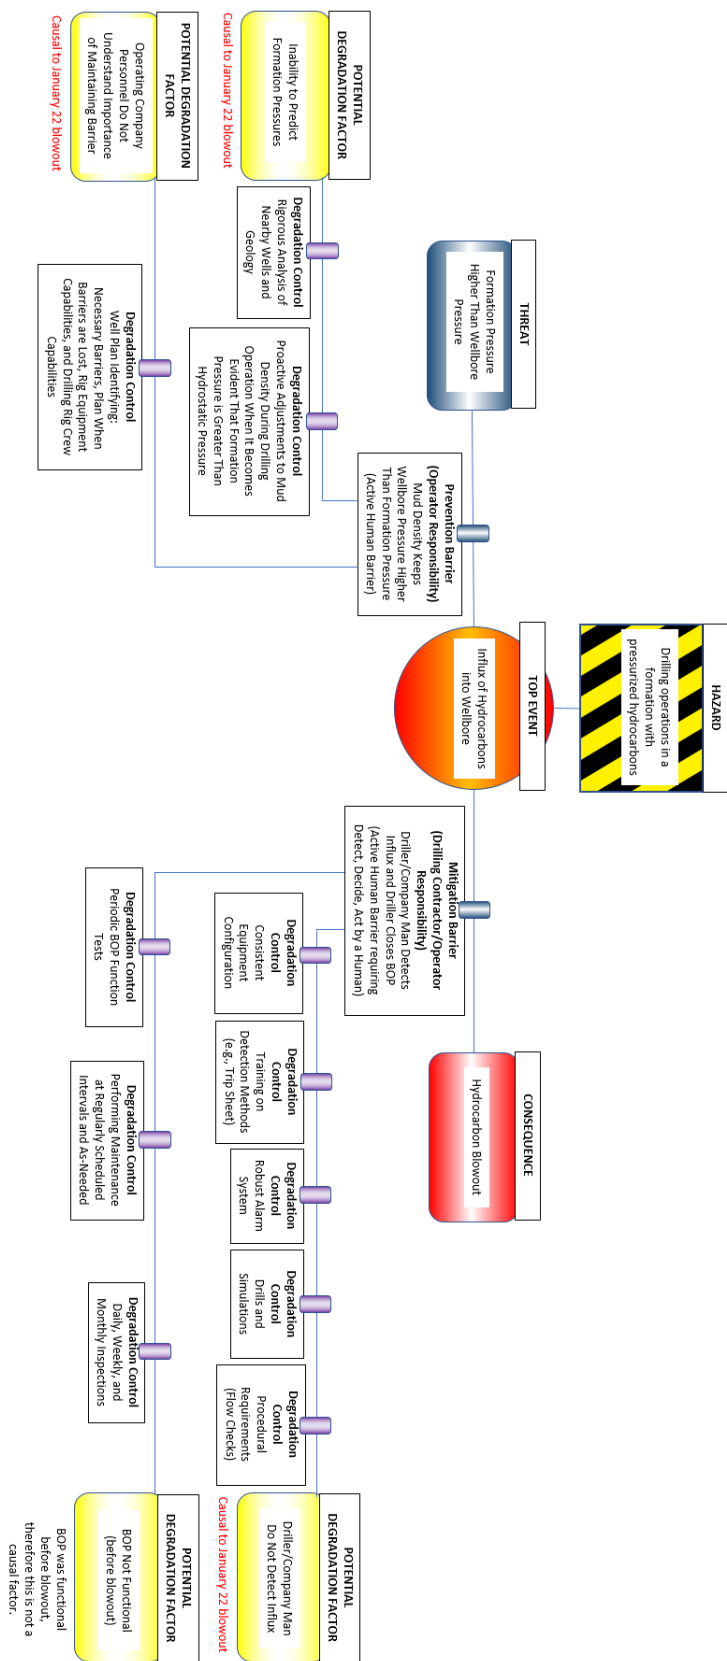 HAZARD
Drilling operations in a
formation with
pressurized hydrocarbons
THREAT
Formation Pressure
Higher Than Wellbore
Pressure
TOP EVENT
Influx of Hydrocarbons
into Wellbore
CONSEQUENCE
Hydrocarbon Blowout
Prevention Barrier
(Operator Responsibility)
Mud Density Keeps
Wellbore Pressure Higher
Than Formation Pressure
(Active Human Barrier)
Mitigation Barrier
(Drilling Contractor/Operator
Responsibility)
Driller/Company Man Detects
Influx and Driller Closes BOP
(Active Human Barrier requiring
Detect, Decide, Act by a Human)
POTENTIAL
DEGRADATION FACTOR
Inability to Predict
Formation Pressures
Causal to January 22 blowout
Degradation Control
Rigorous Analysis of
Nearby Wells and
Geology
Degradation Control
Proactive Adjustments to Mud
Density During Drilling
Operation When It Becomes
Evident That Formation
Pressure is Greater Than
Hydrostatic Pressure
Degradation
Control
Consistent
Equipment
Configuration
Degradation
Control
Training on
Detection Methods
(e.g., Trip Sheet)
Degradation
Control
Robust Alarm
System
Degradation
Control
Drills and
Simulations
Degradation
Control
Procedural
Requirements
(Flow Checks)
POTENTIAL
DEGRADATION FACTOR
Driller/Company Man
Do Not Detect Influx
Causal to January 22 blowout
POTENTIAL DEGRADATION
FACTOR
Operating Company
Personnel Do Not
Understand Importance
of Maintaining Barrier
Causal to January 22 blowout
Degradation Control
Well Plan Identifying:
Necessary Barriers, Plan When
Barriers are Lost, Rig Equipment
Capabilities, and Drilling Rig Crew
Capabilities
Degradation Control
Periodic BOP Function
Tests
Degradation Control
Performing Maintenance
at Regularly Scheduled
Intervals and As-Needed
Degradation Control
Daily, Weekly, and
Monthly Inspections
POTENTIAL
DEGRADATION FACTOR
BOP Not Functional
(before blowout)
BOP was functional
before blowout,
therefore this is not a
causal factor.